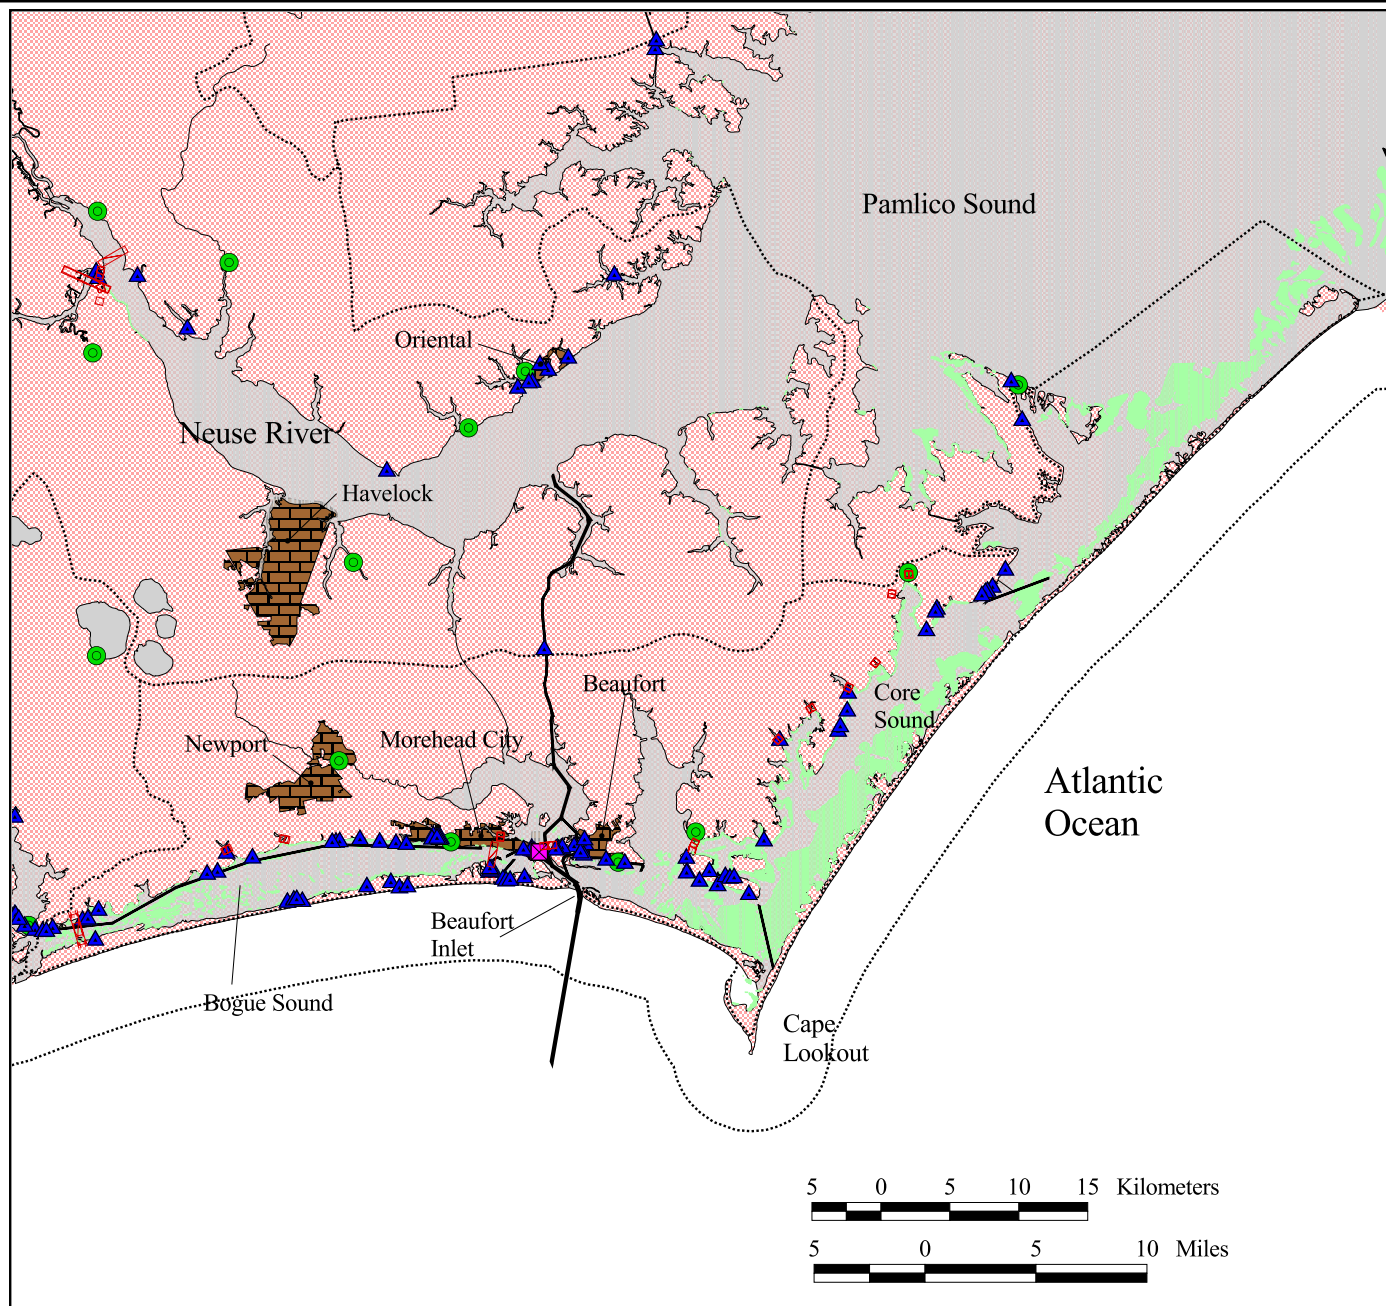 Pamlico Sound
Oriental
Neuse River
Havelock
Beaufort
Core
Sound
Newport
Morehead City
Atlantic
Ocean
Beaufort
Inlet
Bogue Sound
Cape
Lookout
5 0 5 10 15 Kilometers
5 0 5 10 Miles